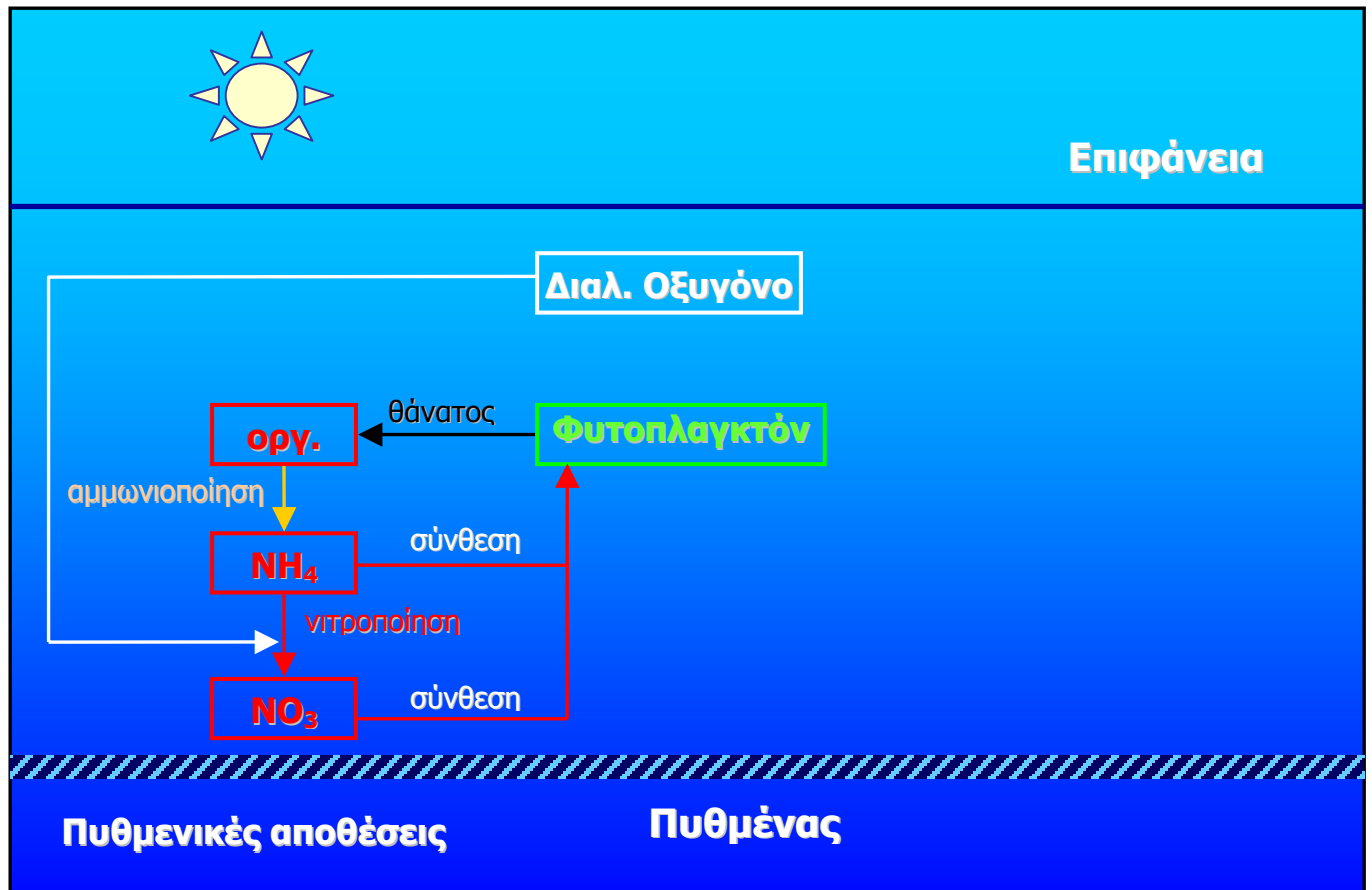 Επιφάνεια
Διαλ. Οξυγόνο
θάνατος
οργ.
Φυτοπλαγκτόν
αμμωνιοποίηση
σύνθεση
NH₄
νιτροποίηση
σύνθεση
NO₃
Πυθμένας
Πυθμενικές αποθέσεις